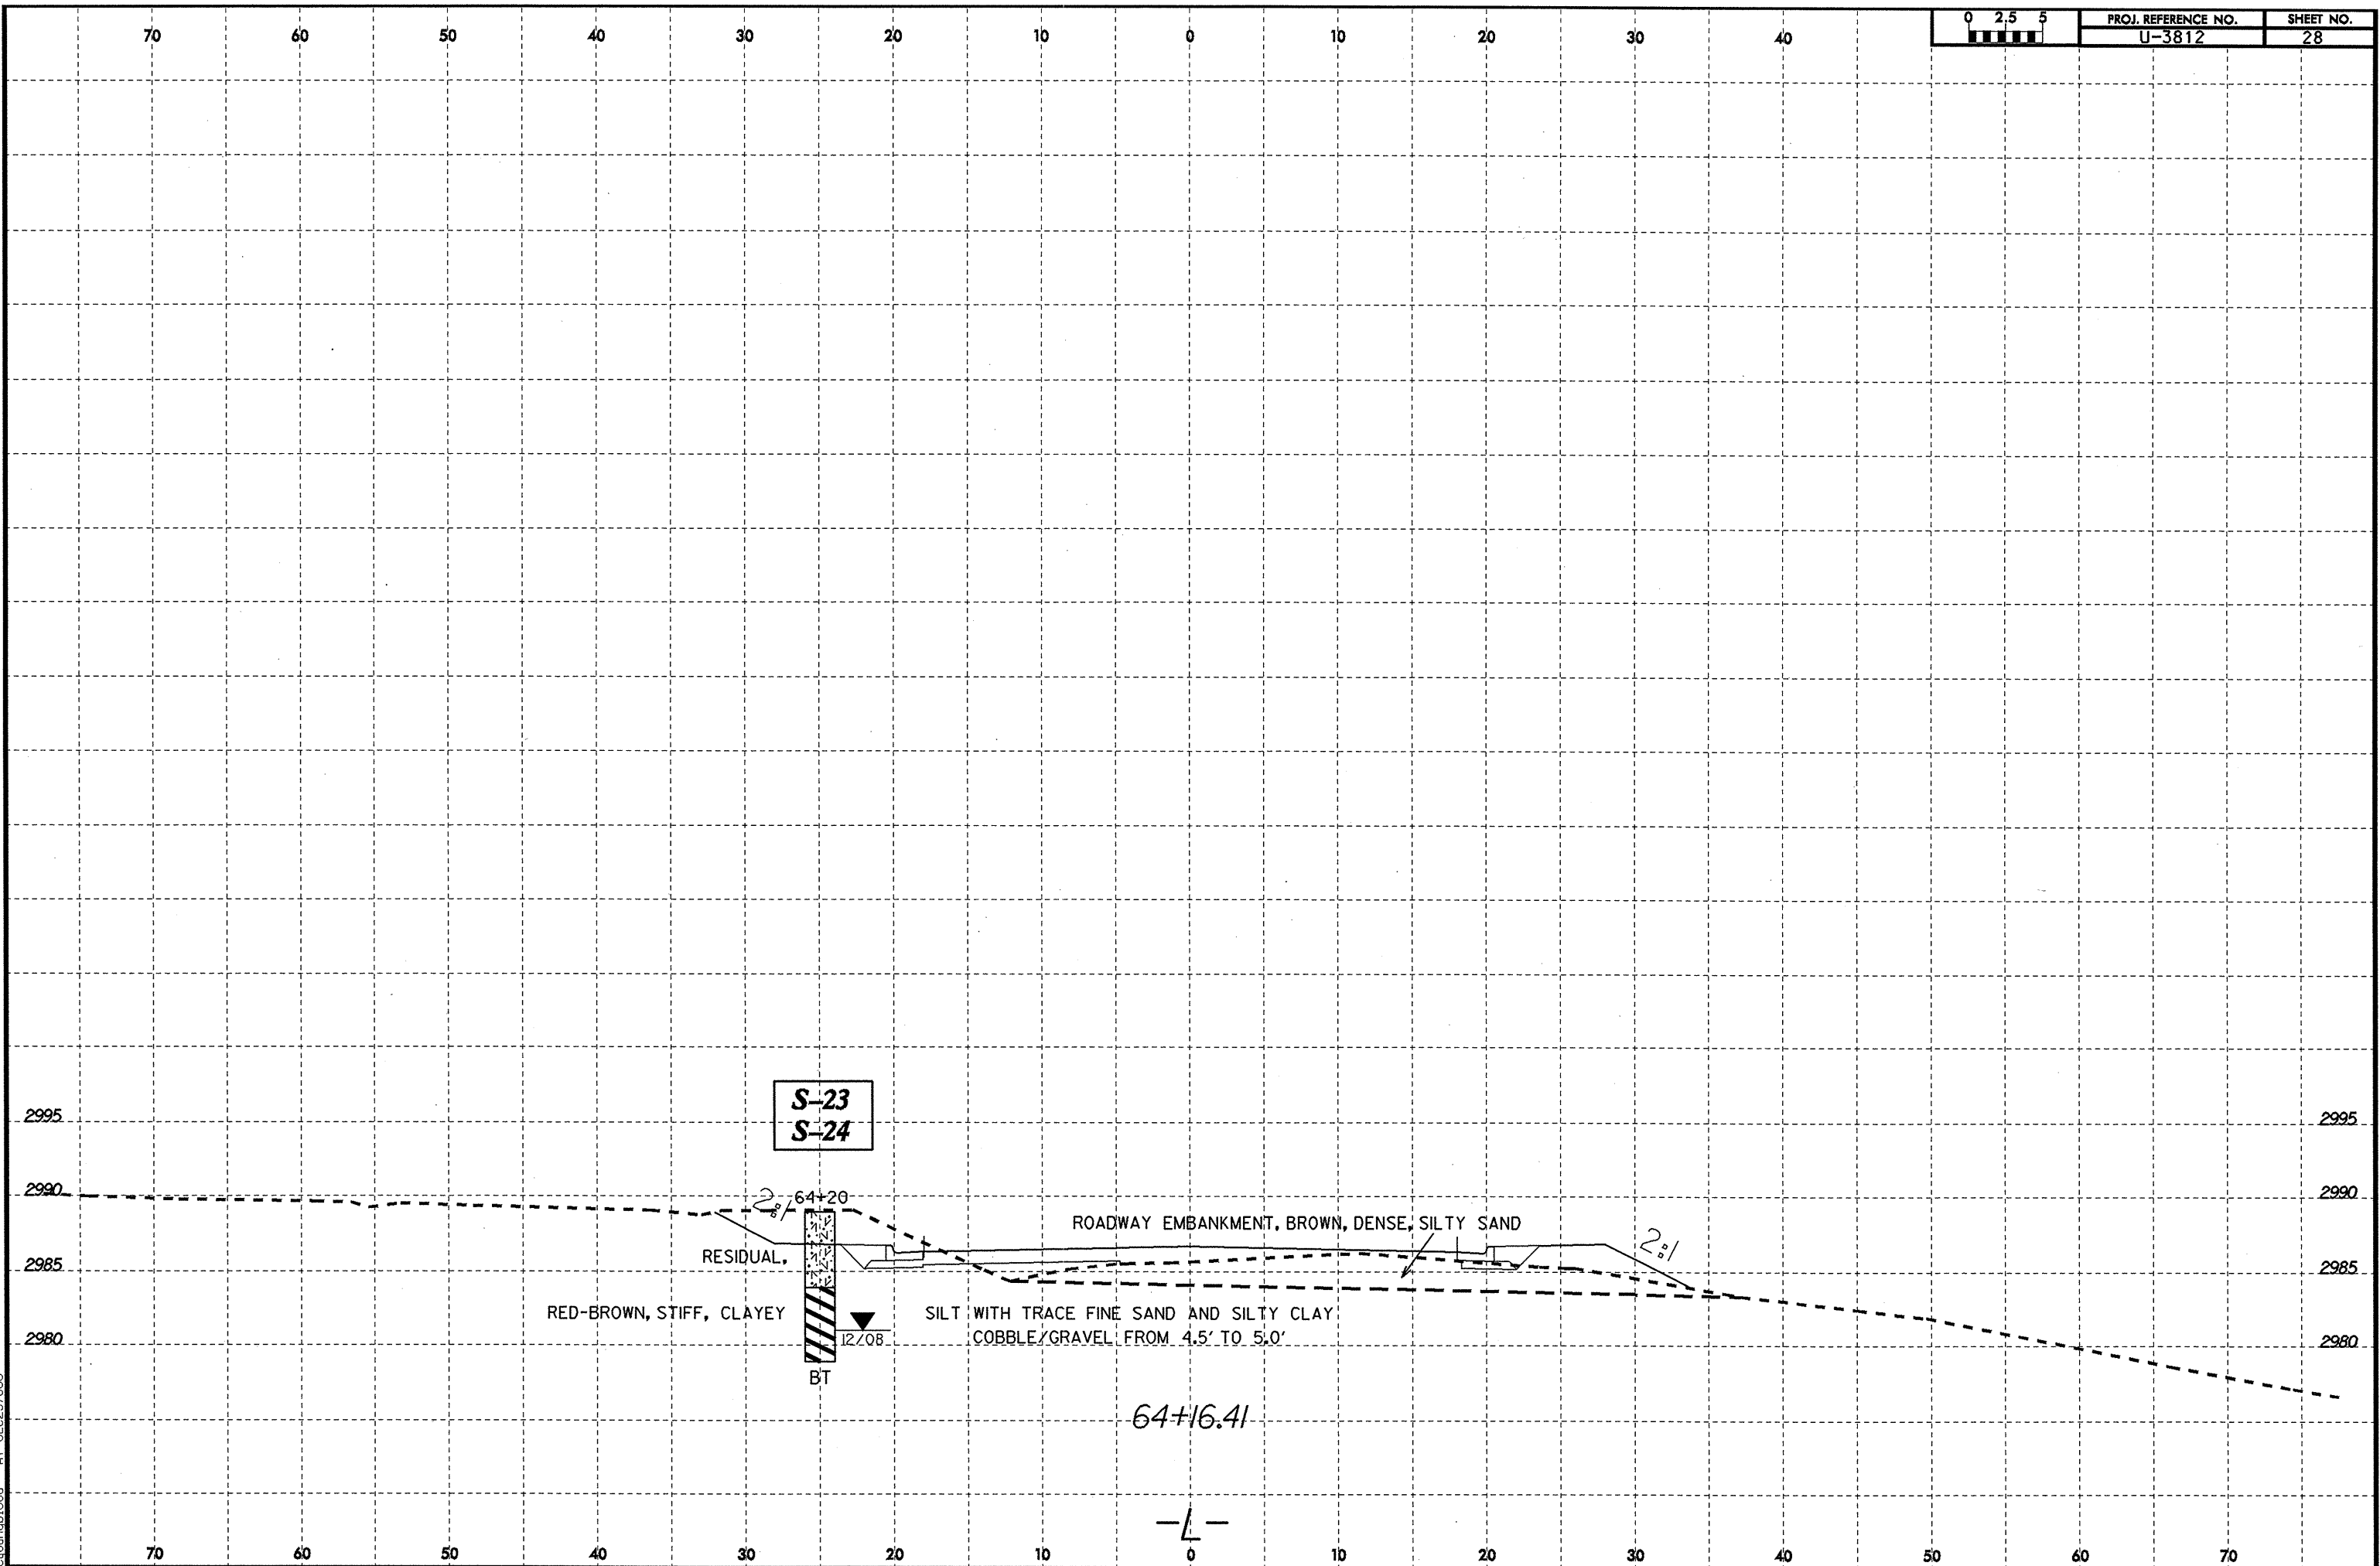 70 60 50 40 30 20 10 0 10 20 30 40
0 2.5 5
PROJ. REFERENCE NO.
SHEET NO.
U-3812
28
S-23
S-24
2995 2995
2990 2990
2:1 64+20
ROADWAY EMBANKMENT, BROWN, DENSE, SILTY SAND
2:1
RESIDUAL,
2985 2985
RED-BROWN, STIFF, CLAYEY SILT WITH TRACE FINE SAND AND SILTY CLAY
12/08 COBBLE/GRAVEL FROM 4.5' TO 5.0'
2980 2980
BT
64+16.41
-L-
70 60 50 40 30 20 10 0 10 20 30 40 50 60 70